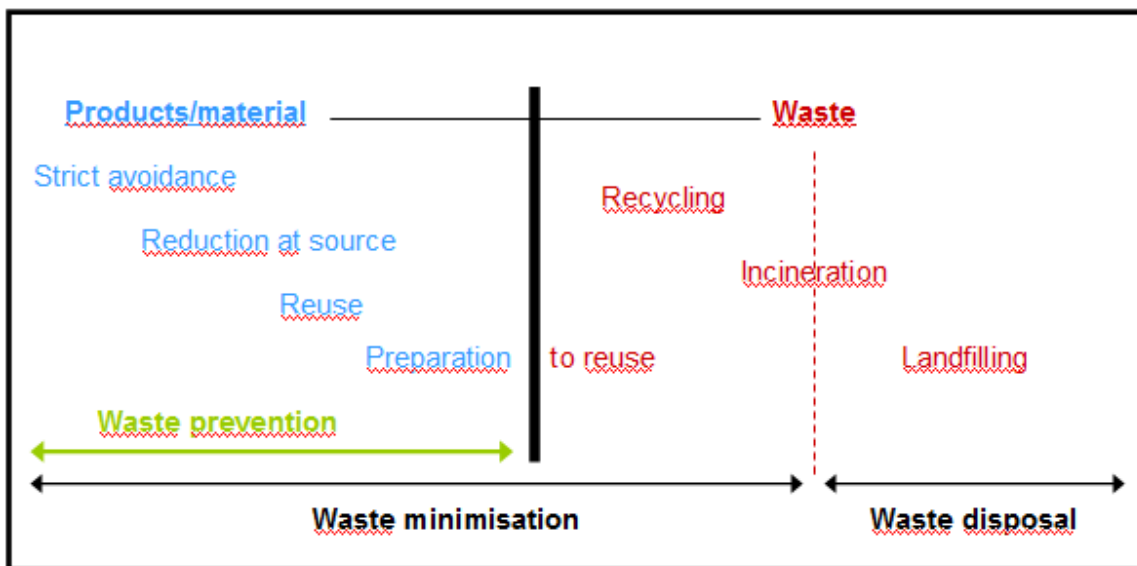 Products/material
Waste
Strict avoidance
Recycling
Reduction at source
Incineration
Reuse
Preparation to reuse
Landfilling
Waste prevention
Waste minimisation
Waste disposal